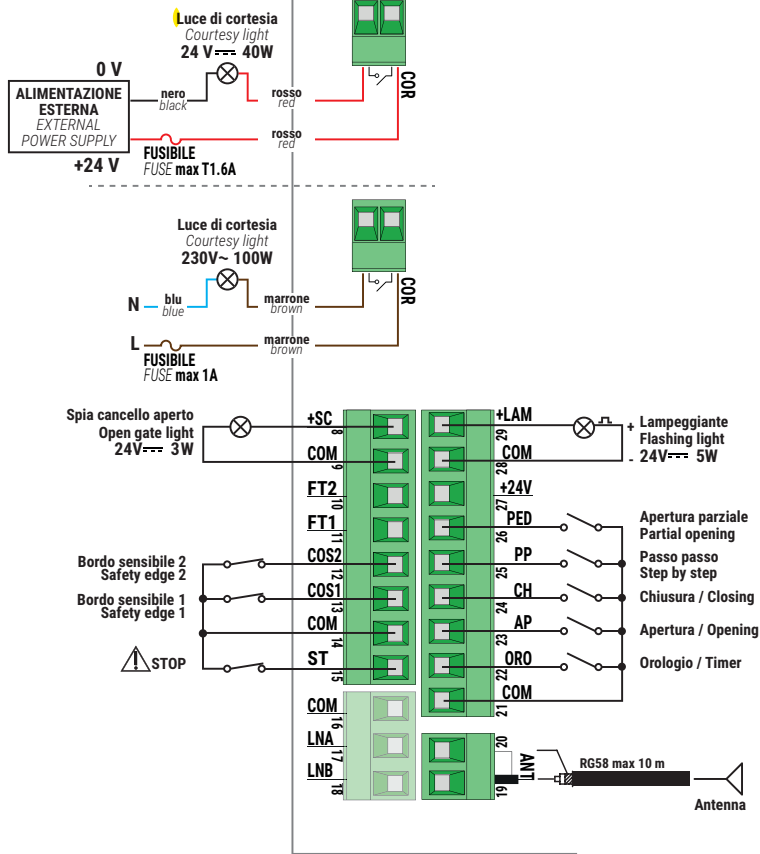 Luce di cortesia
Courtesy light
24 V 40W
0 V
ALIMENTAZIONE
ESTERNA
EXTERNAL
POWER SUPPLY
+24 V
nero
black
rosso
red
rosso
red
COR
FUSIBILE
FUSE max T1.6A
Luce di cortesia
Courtesy light
230V~ 100W
N
blu
blue
marrone
brown
COR
L
marrone
brown
FUSIBILE
FUSE max 1A
Spia cancello aperto
Open gate light
24V 3W
+SC
8
COM
9
FT2
10
FT1
11
Bordo sensibile 2
Safety edge 2
COS2
12
Bordo sensibile 1
Safety edge 1
COS1
13
COM
14
STOP
ST
15
COM
16
LNA
17
LNB
18
+LAM
29
+ Lampeggiante
Flashing light
- 24V 5W
COM
28
+24V
27
PED
26
Apertura parziale
Partial opening
PP
25
Passo passo
Step by step
CH
24
Chiusura / Closing
AP
23
Apertura / Opening
ORO
22
Orologio / Timer
COM
21
20
ANT
19
RG58 max 10 m
Antenna